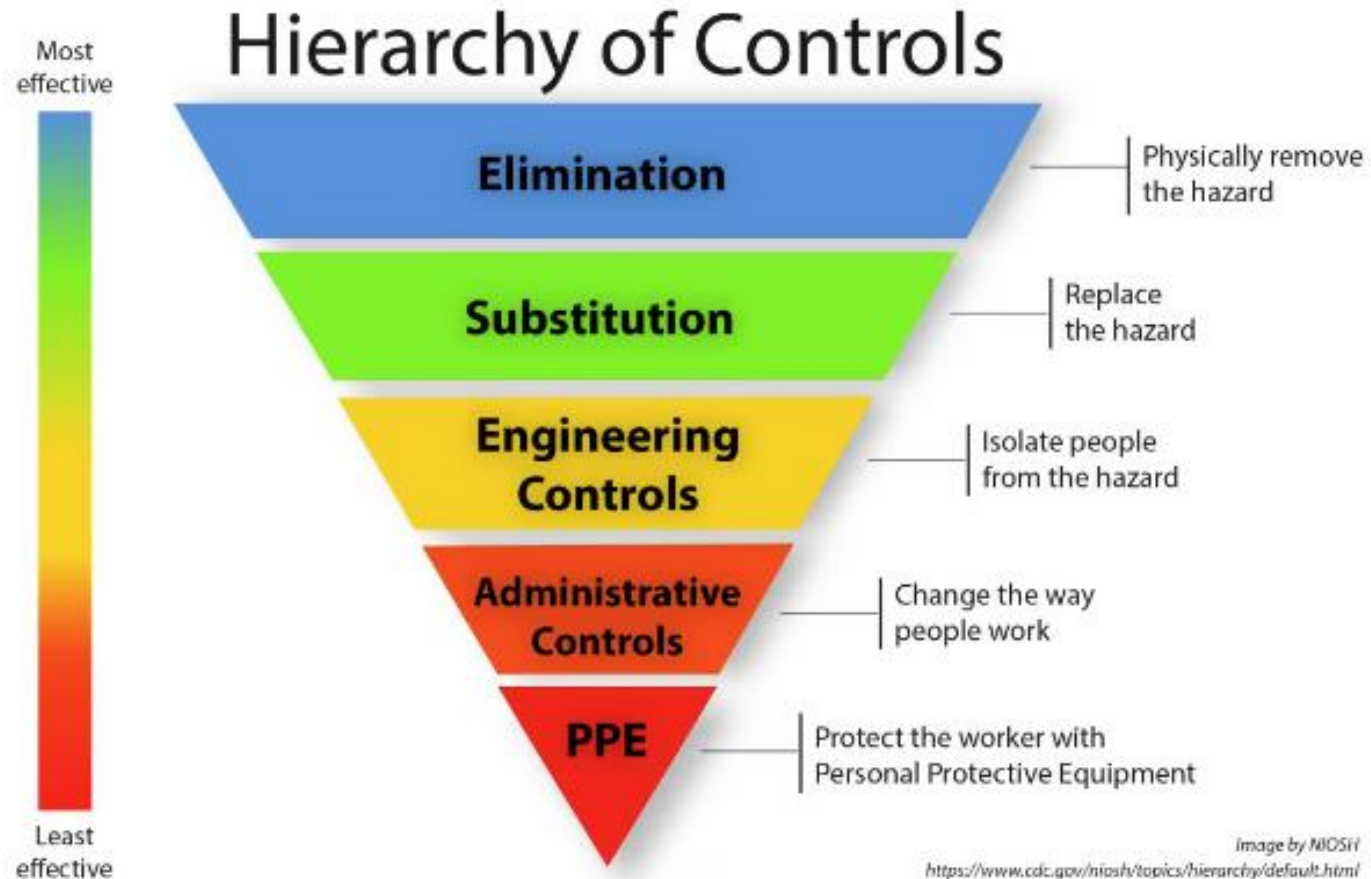 Hierarchy of Controls
Most
effective
Elimination
Physically remove
the hazard
Substitution
Replace
the hazard
Engineering
Controls
Isolate people
from the hazard
Administrative
Controls
Change the way
people work
PPE
Protect the worker with
Personal Protective Equipment
Least
effective
Image by NIOSH
https://www.cdc.gov/niosh/topics/hierarchy/default.html